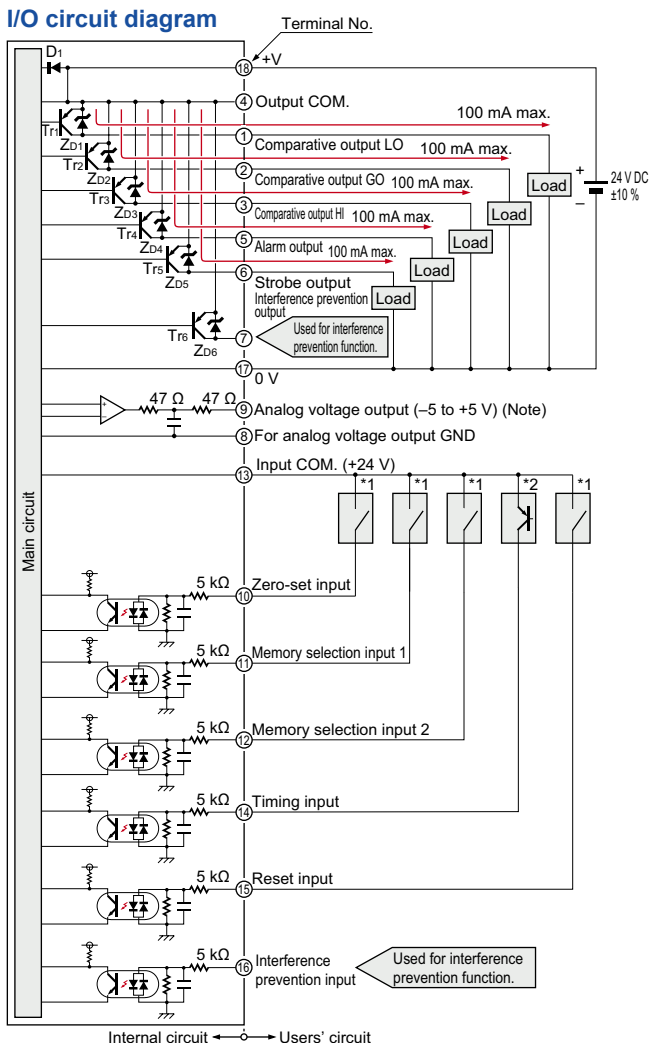 I/O circuit diagram
Terminal No.
D1
18 +V
4 Output COM.
100 mA max.
Tr1
1
ZD1
Comparative output LO
100 mA max.
Tr2
2
ZD2
Comparative output GO 100 mA max.
Tr3
3
ZD3
Comparative output HI 100 mA max.
Tr4
5
ZD4
Alarm output 100 mA max.
Tr5
6
ZD5
Strobe output
Interference prevention
output
Load
Load
Load
Load
Load
+
–
24 V DC
±10 %
Tr6
7
ZD6
Used for interference
prevention function.
17 0 V
47 Ω 47 Ω
9 Analog voltage output (–5 to +5 V) (Note)
8 For analog voltage output GND
13 Input COM. (+24 V)
*1 *1 *1 *2 *1
Main circuit
5 kΩ
10 Zero-set input
5 kΩ
11 Memory selection input 1
5 kΩ
12 Memory selection input 2
5 kΩ
14 Timing input
5 kΩ
15 Reset input
5 kΩ
16 Interference
prevention input
Used for interference
prevention function.
Internal circuit Users' circuit